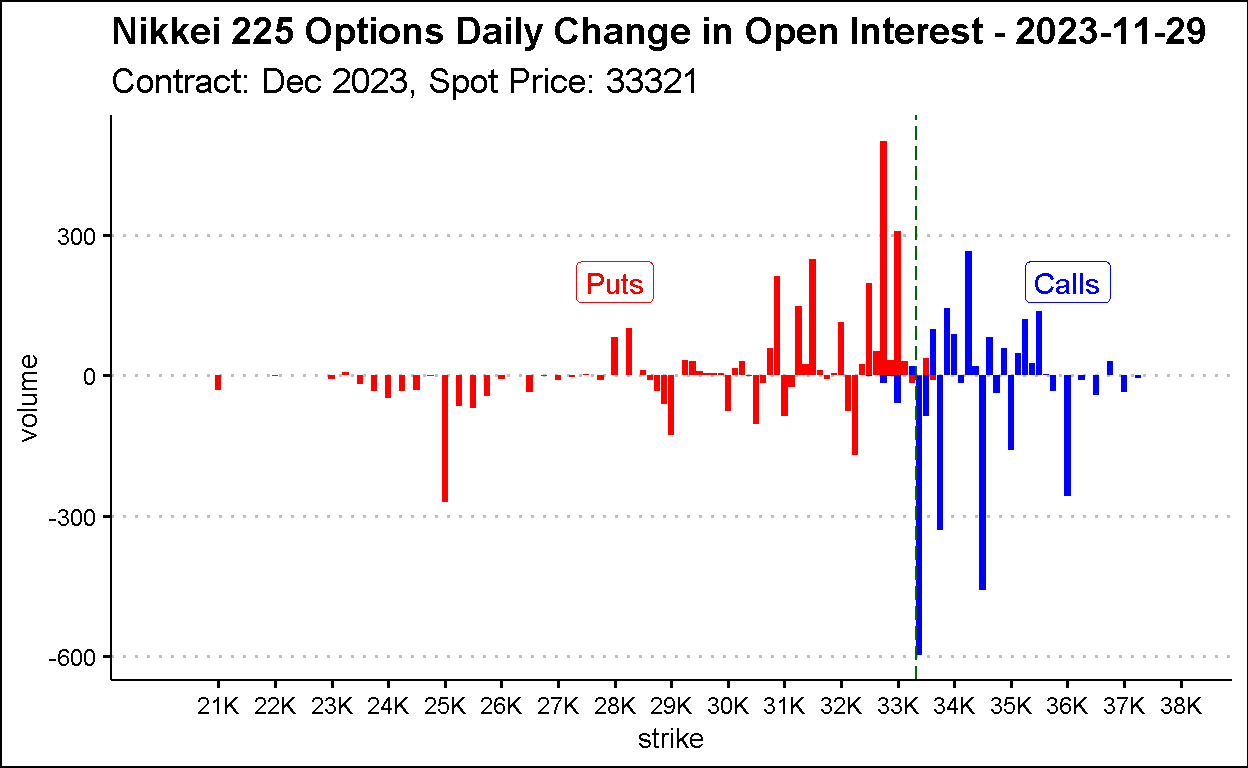 Nikkei 225 Options Daily Change in Open Interest - 2023-11-29
Contract: Dec 2023, Spot Price: 33321
300
Puts
Calls
0
volume
-300
-600
21K 22K 23K 24K 25K 26K 27K 28K 29K 30K 31K 32K 33K 34K 35K 36K 37K 38K
strike